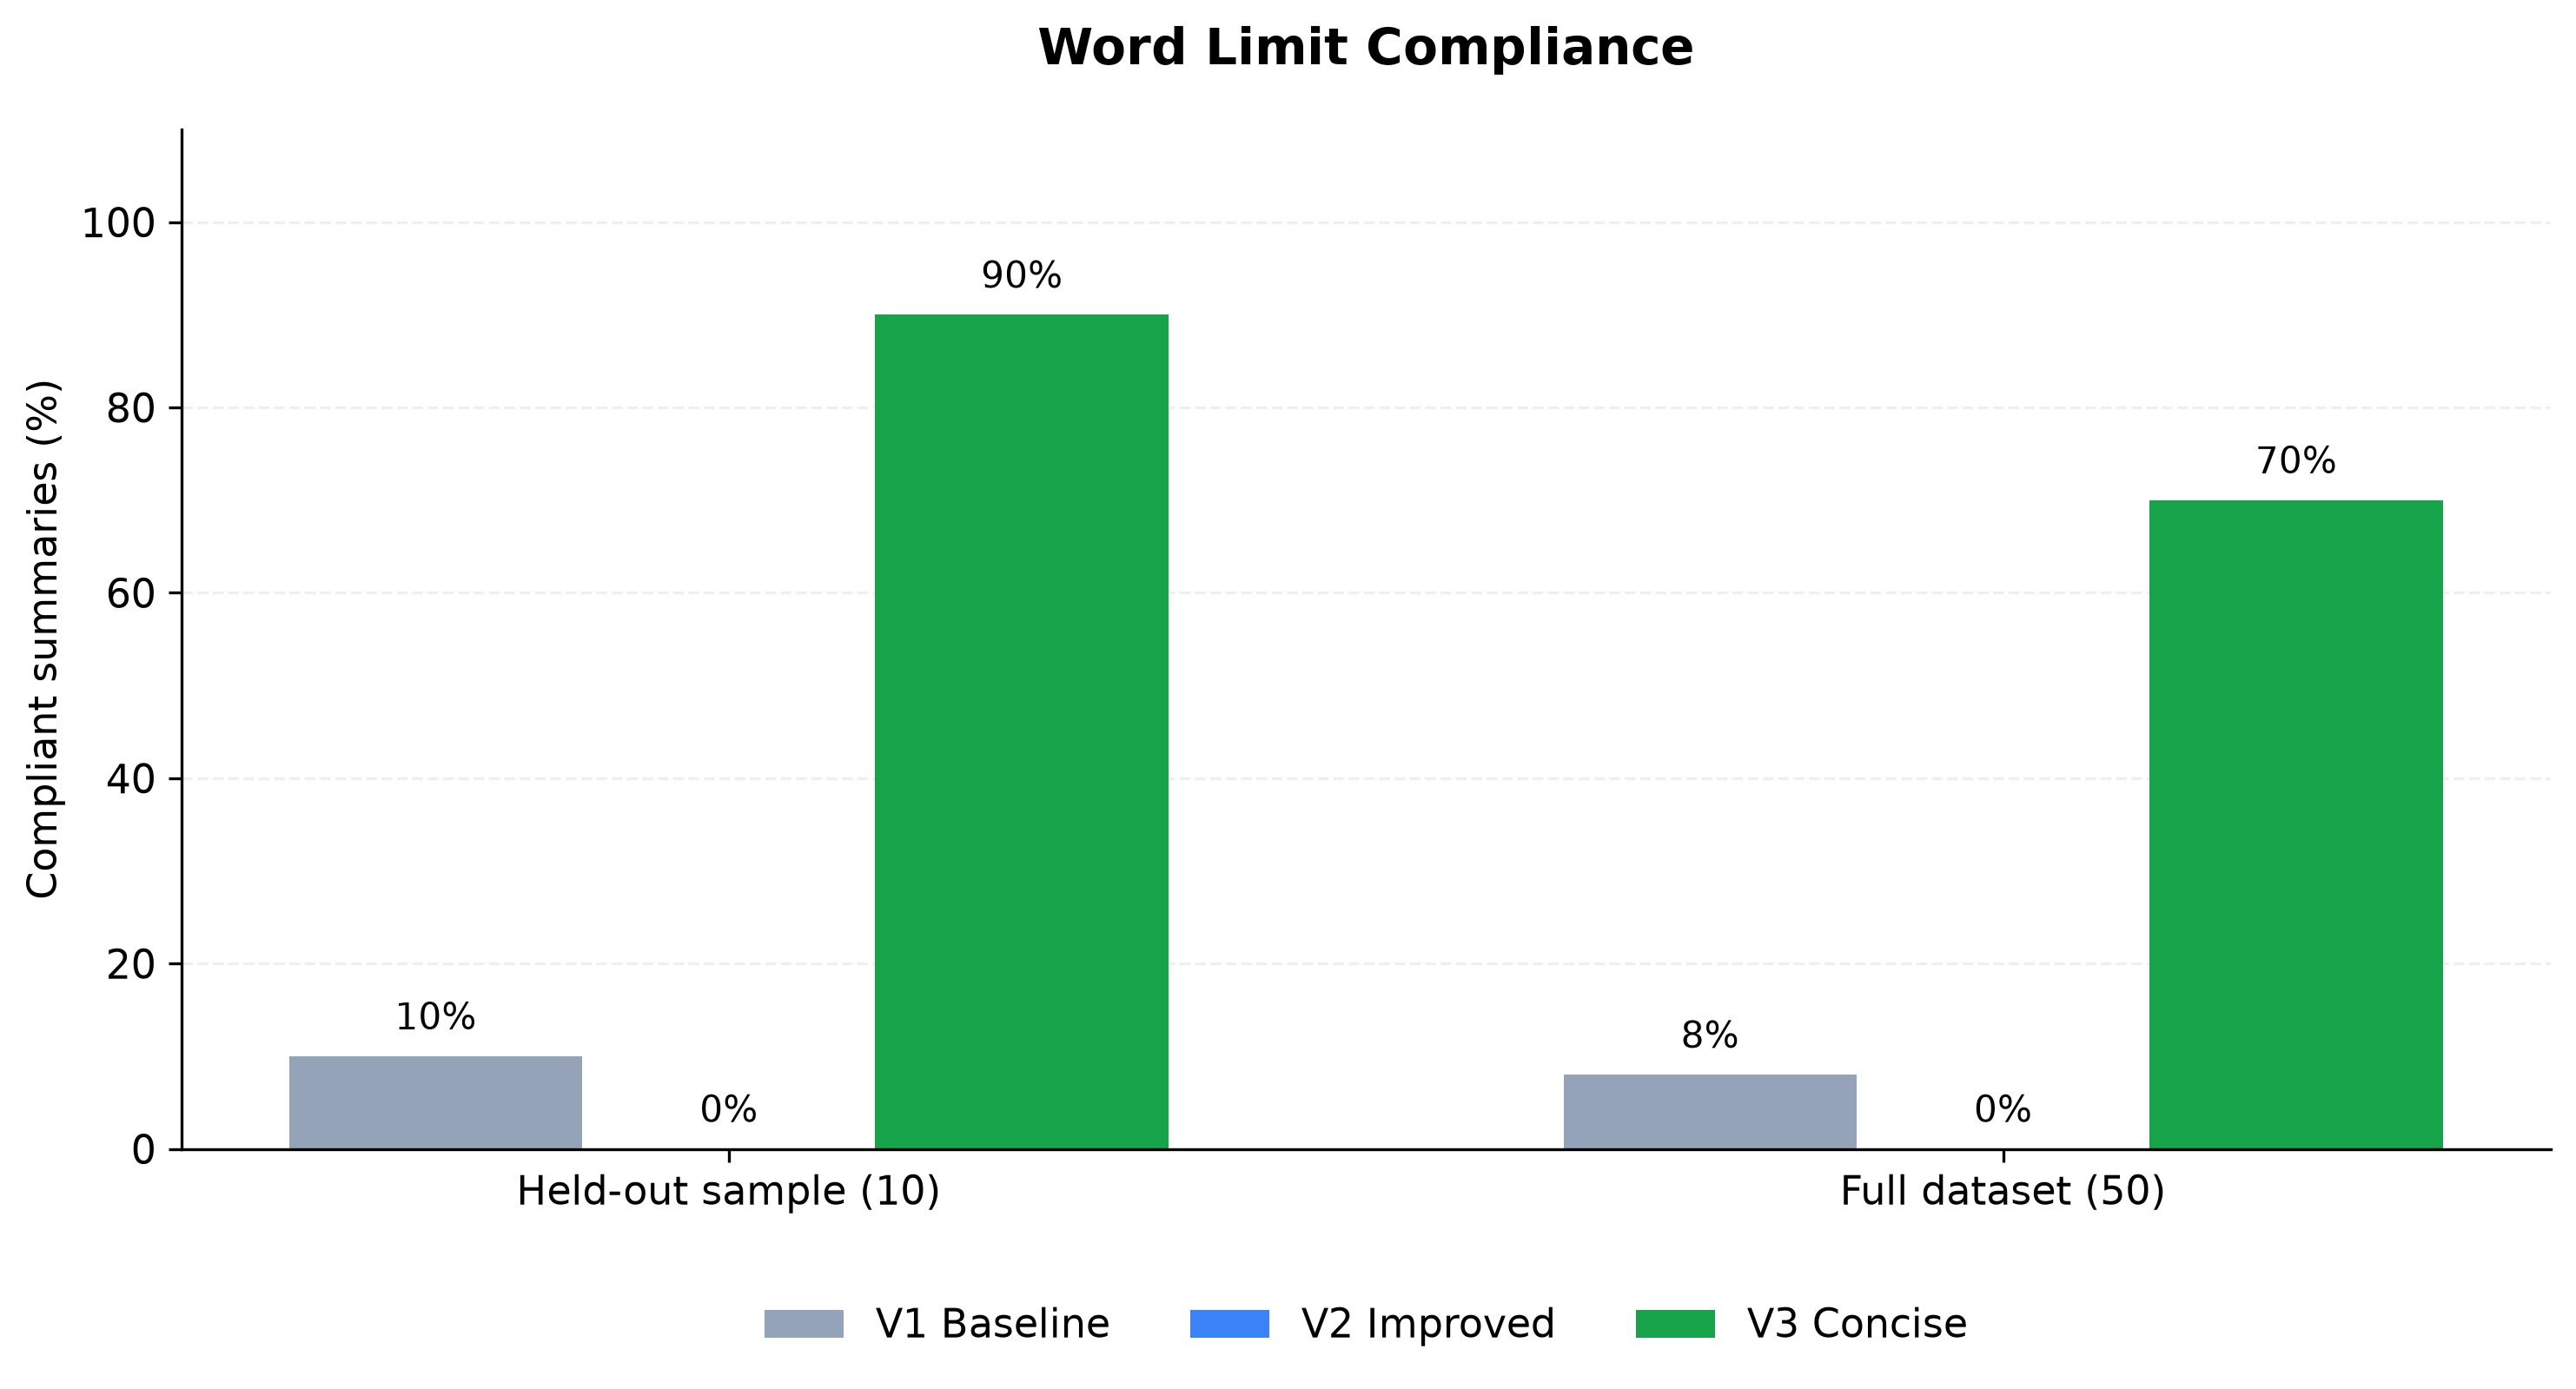 Word Limit Compliance
Compliant summaries (%)
100
80
60
40
20
0
10%
0%
90%
8%
0%
70%
Held-out sample (10)
Full dataset (50)
V1 Baseline
V2 Improved
V3 Concise